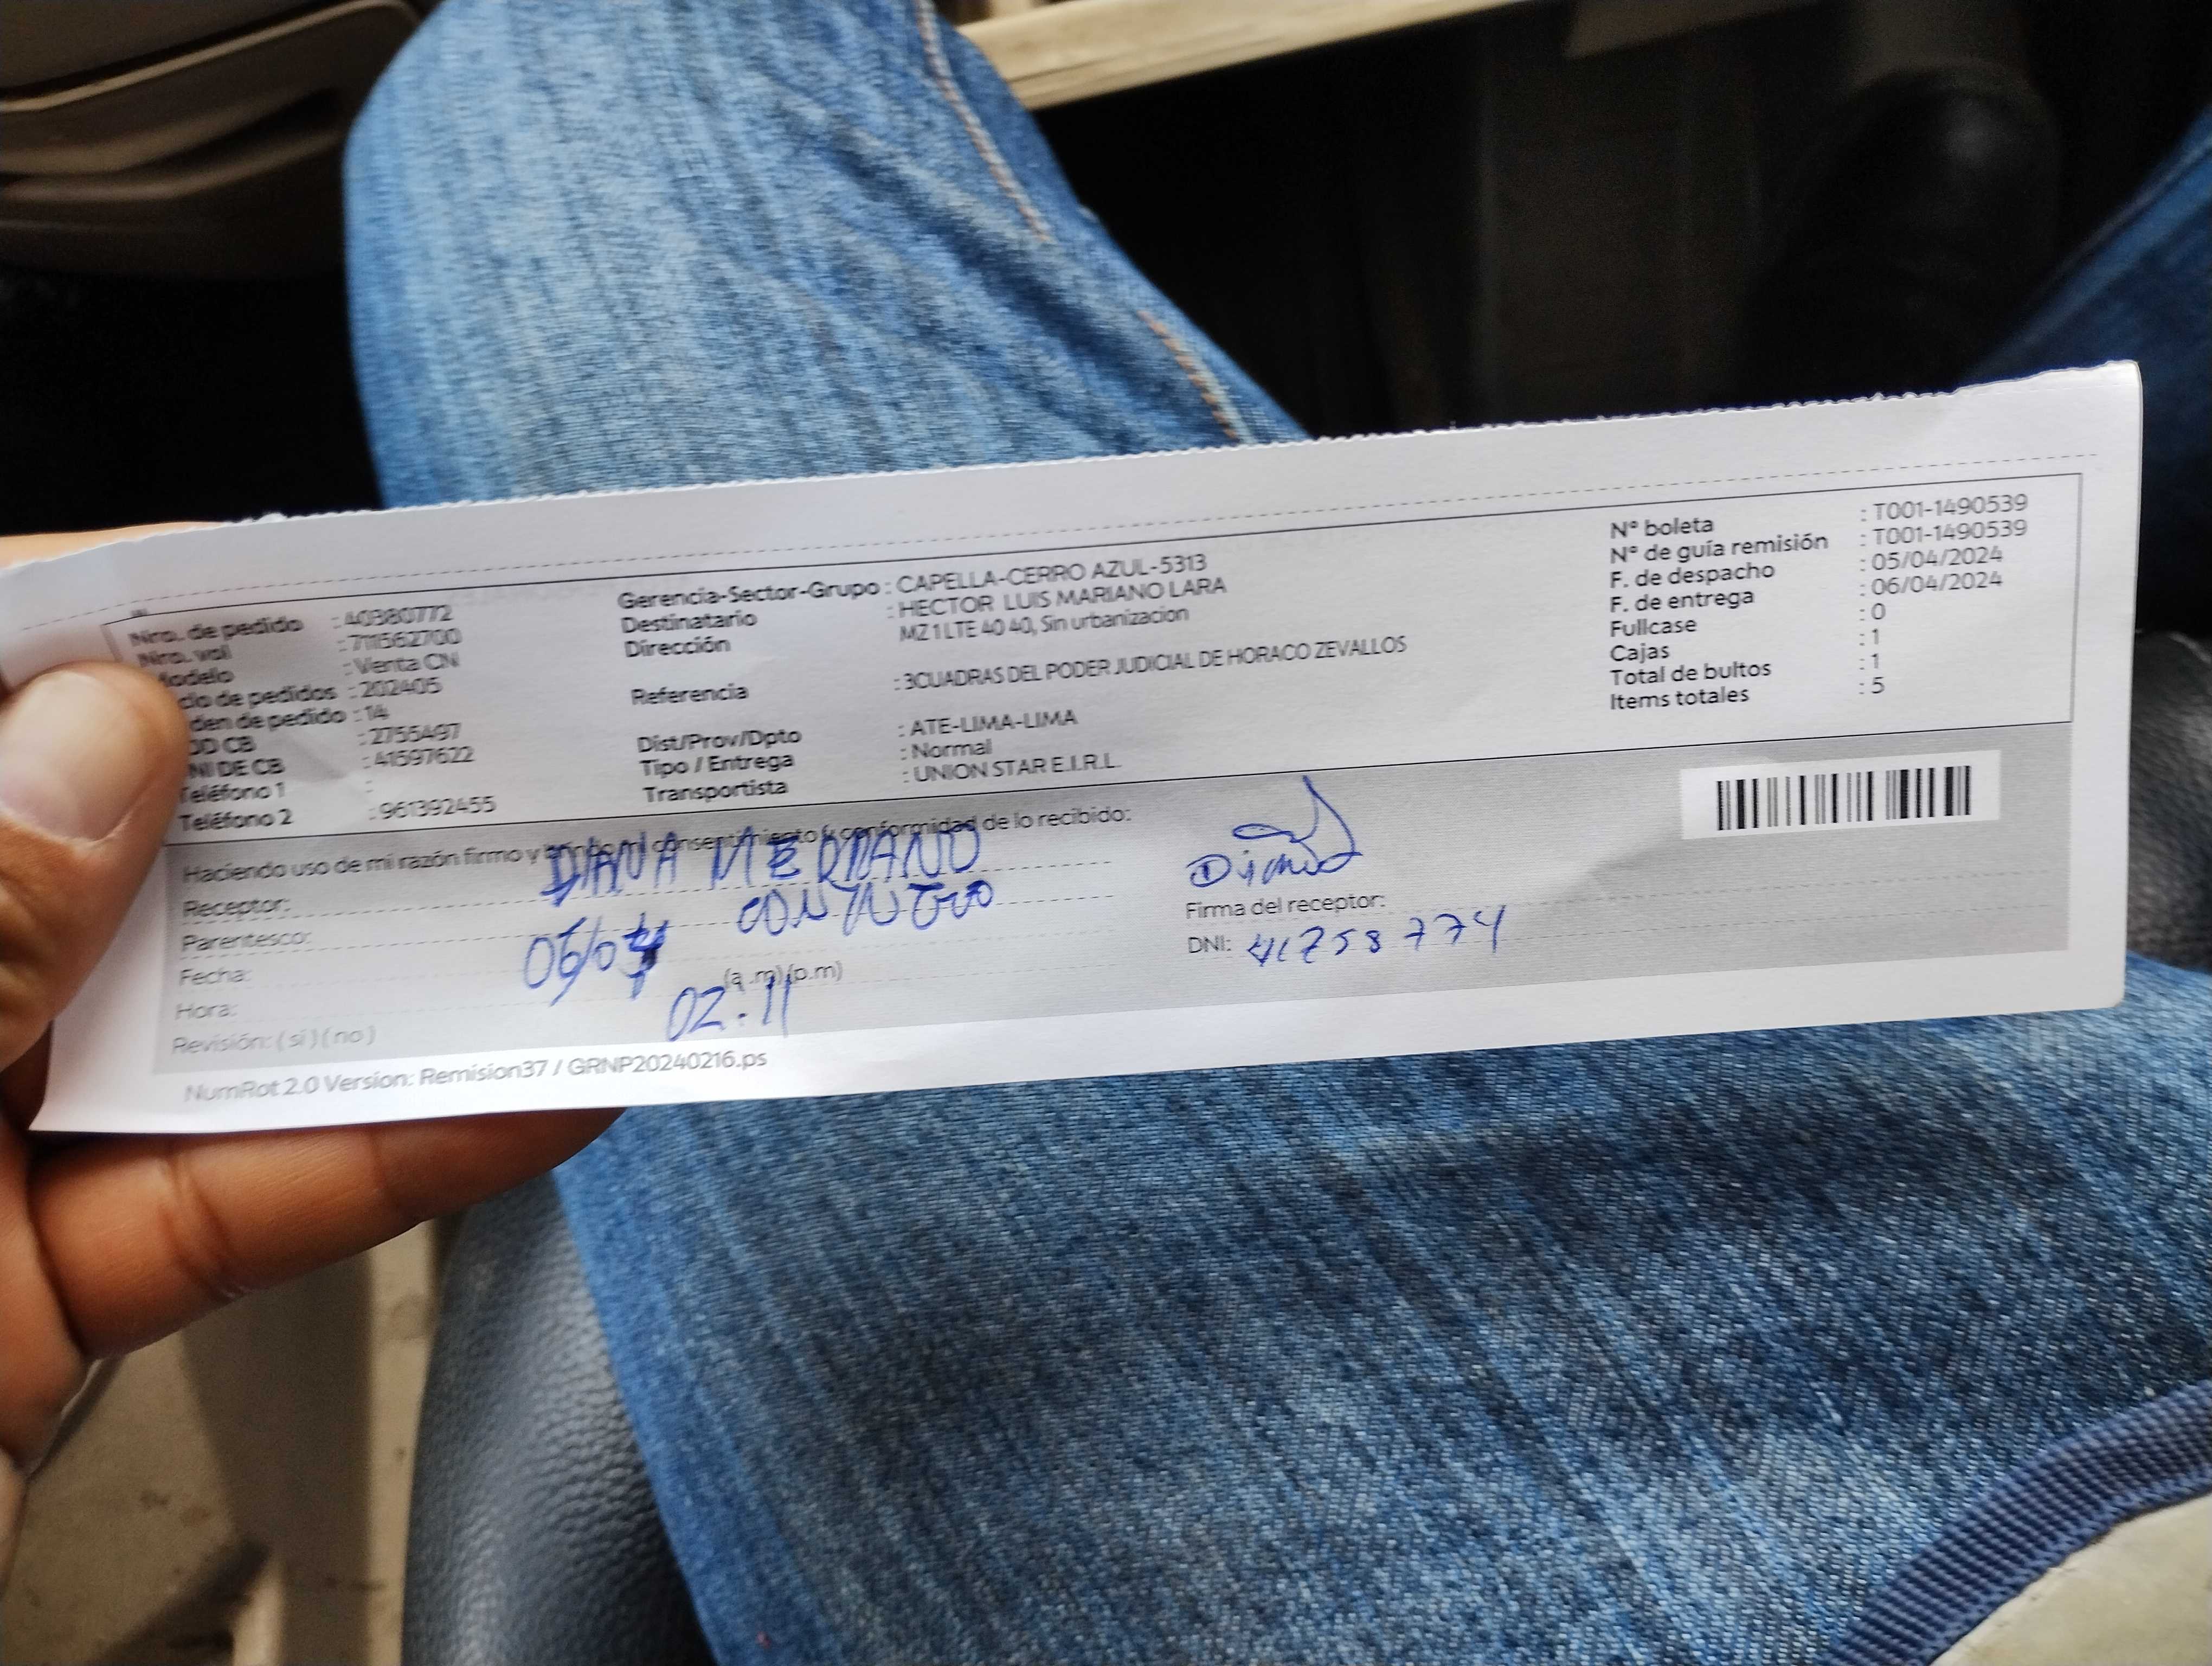 Nro. de pedido : 40380772
Nro. vol : 711562700
Modelo : Venta CN
clo de pedidos : 202405
den de pedido : 14
OD CB : 2755497
NI DE CB : 41597622
Teléfono 1 :
Teléfono 2 : 961392455
Gerencia-Sector-Grupo : CAPELLA-CERRO AZUL-5313
Destinatario : HECTOR LUIS MARIANO LARA
Dirección MZ 1 LTE 40 40, Sin urbanizacion
Referencia : 3CUADRAS DEL PODER JUDICIAL DE HORACO ZEVALLOS
Dist/Prov/Dpto : ATE-LIMA-LIMA
Tipo / Entrega : Normal
Transportista : UNION STAR E.I.R.L.
N° boleta : T001-1490539
N° de guía remisión : T001-1490539
F. de despacho : 05/04/2024
F. de entrega : 06/04/2024
Fullcase : 0
Cajas : 1
Total de bultos : 1
Items totales : 5
Haciendo uso de mi razón firmo y brindo mi consentimiento y conformidad de lo recibido:
Receptor: DIANA
Parentesco:
Fecha: 06/04
Hora: 02:11 (a.m)(p.m)
Revisión: ( si ) ( no )
Firma del receptor:
DNI: 41258774
NumRot 2.0 Version: Remision37 / GRNP20240216.ps